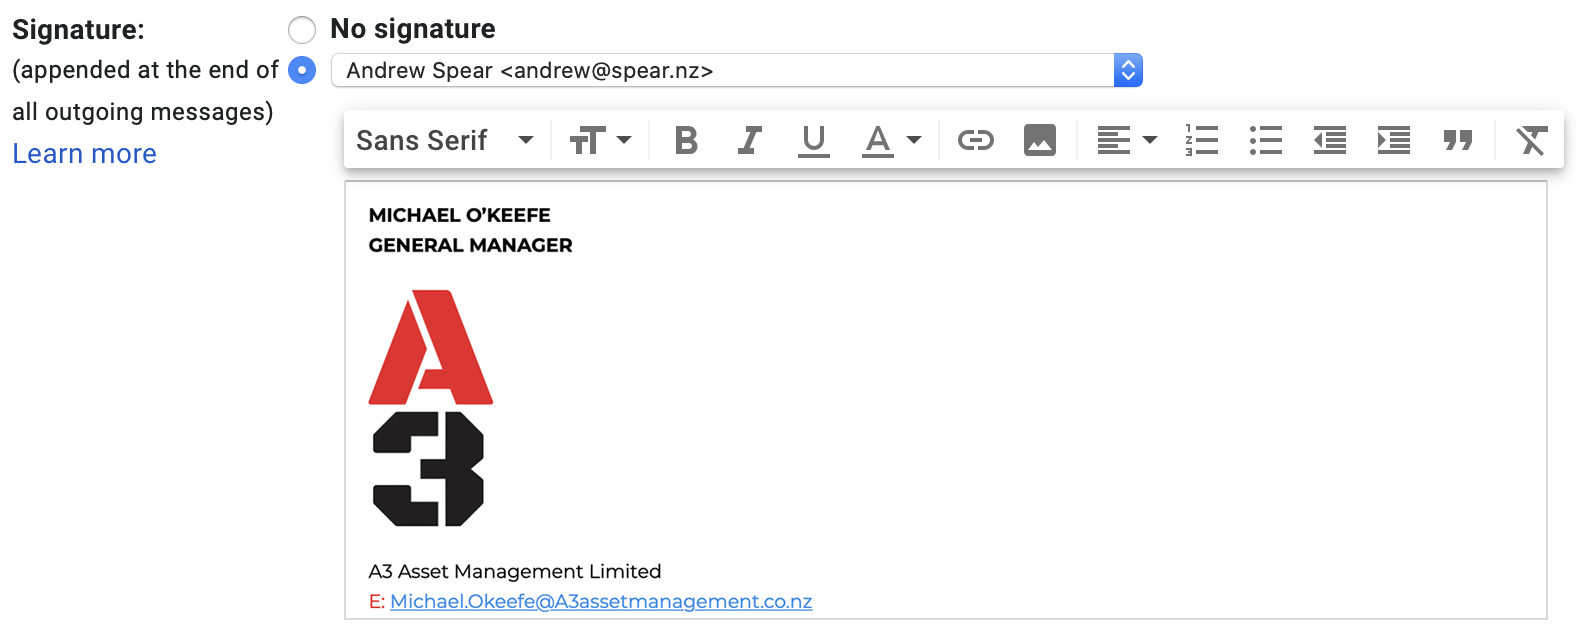 Signature:
(appended at the end of
all outgoing messages)
Learn more
No signature
Andrew Spear <andrew@spear.nz>
Sans Serif
MICHAEL O’KEEFE
GENERAL MANAGER
A
3
A3 Asset Management Limited
E: Michael.Okeefe@A3assetmanagement.co.nz